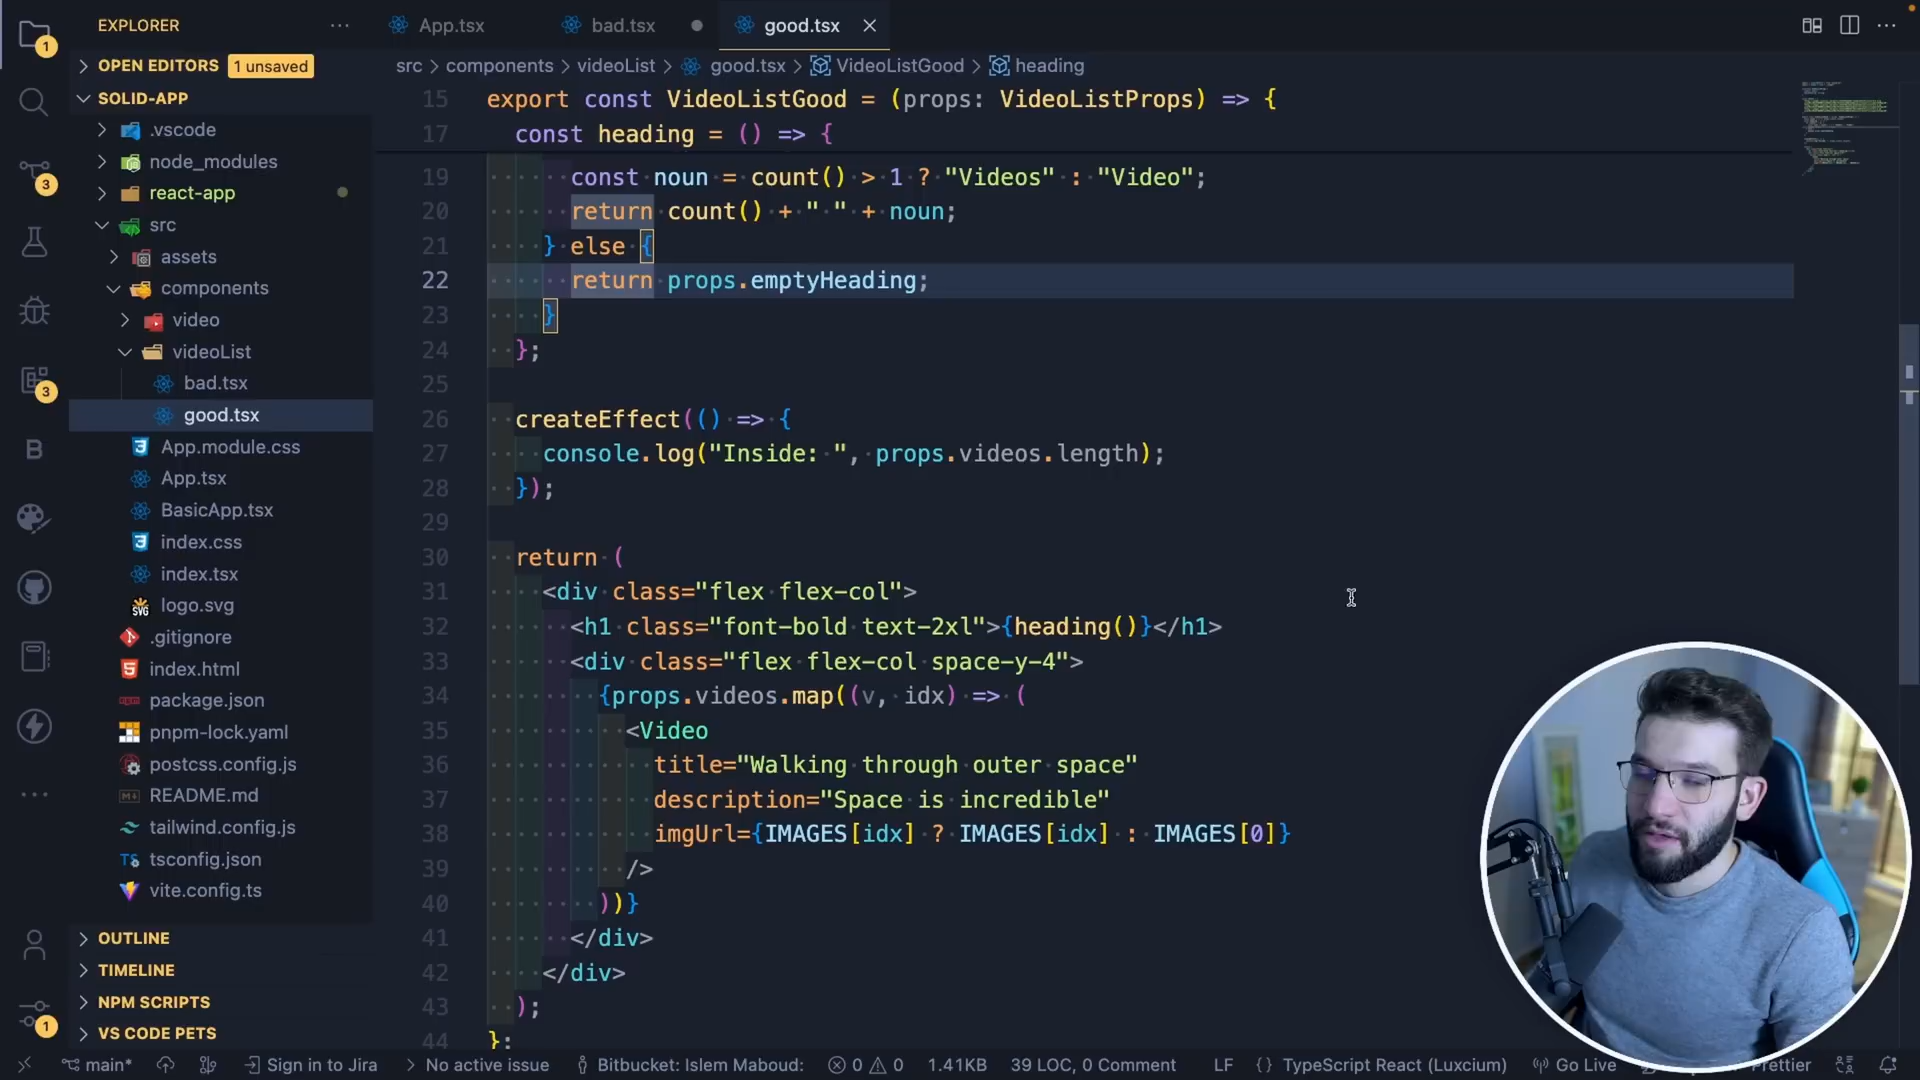 EXPLORER
App.tsx
bad.tsx
good.tsx
OPEN EDITORS
1 unsaved
src > components > videoList > good.tsx > VideoListGood > heading
SOLID-APP
.vscode
node_modules
react-app
src
assets
components
video
videoList
bad.tsx
good.tsx
App.module.css
App.tsx
BasicApp.tsx
index.css
index.tsx
logo.svg
.gitignore
index.html
package.json
pnpm-lock.yaml
postcss.config.js
README.md
tailwind.config.js
tsconfig.json
vite.config.ts
OUTLINE
TIMELINE
NPM SCRIPTS
VS CODE PETS
1
3
3
B
1
15 export const VideoListGood = (props: VideoListProps) => {
17 const heading = () => {
19 const noun = count() > 1 ? "Videos" : "Video";
20 return count() + " " + noun;
21 } else {
22 return props.emptyHeading;
23 }
24 };
25
26 createEffect(() => {
27 console.log("Inside: ", props.videos.length);
28 });
29
30 return (
31 <div class="flex flex-col">
32 <h1 class="font-bold text-2xl">{heading()}</h1>
33 <div class="flex flex-col space-y-4">
34 {props.videos.map((v, idx) => (
35 <Video
36 title="Walking through outer space"
37 description="Space is incredible"
38 imgUrl={IMAGES[idx] ? IMAGES[idx] : IMAGES[0]}
39 />
40 ))}
41 </div>
42 </div>
43 );
44 };
main* Sign in to Jira No active issue Bitbucket: Islem Maboud: 0 0 1.41KB 39 LOC, 0 Comment LF {} TypeScript React (Luxcium) Go Live Prettier